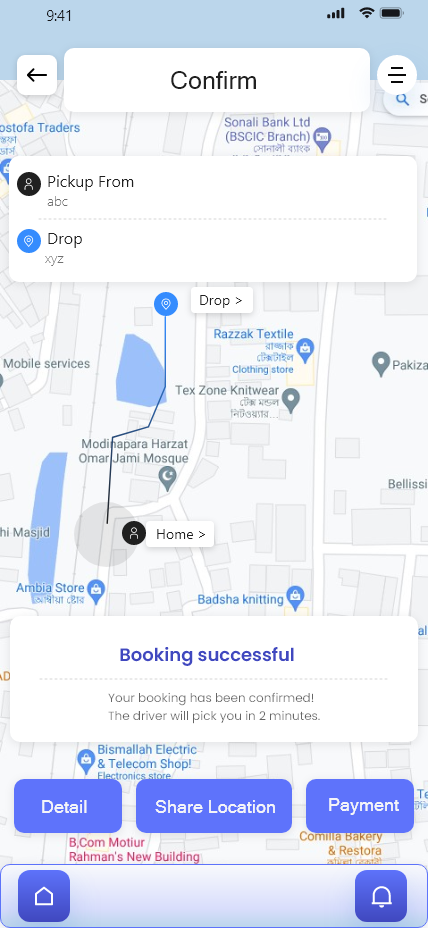 9:41
Confirm
Se
ostofa Traders
Sonali Bank Ltd
(BSCIC Branch)
সোনালী ব্যাংক
Pickup From
abc
Drop
xyz
Drop >
Razzak Textile
রাজ্জাক
টেক্সটাইল
Clothing store
Mobile services
Pakiza
Tex Zone Knitwear
টেক্স মন্ডল
নিটওয়্যার...
Modinapara Harzat
Omar Jami Mosque
Bellissi
hi Masjid
Home >
Ambia Store
আম্বীয়া ষ্টোর
Badsha knitting
Booking successful
Your booking has been confirmed!
The driver will pick you in 2 minutes.
Bismallah Electric
& Telecom Shop!
Electronics store
Detail
Share Location
Payment
B,Com Motiur
Rahman's New Building
Comilla Bakery
& Restora